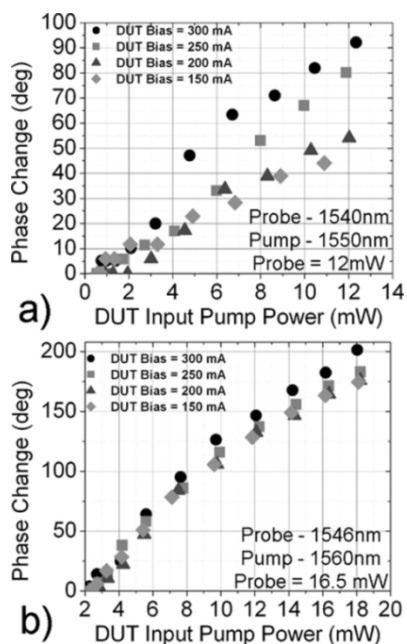 100
90
80
70
60
50
40
30
20
10
0
Phase Change (deg)
DUT Bias = 300 mA
DUT Bias = 250 mA
DUT Bias = 200 mA
DUT Bias = 150 mA
Probe - 1540nm
Pump - 1550nm
Probe = 12mW
0 2 4 6 8 10 12 14
a) DUT Input Pump Power (mW)
200
150
100
50
0
Phase Change (deg)
DUT Bias = 300 mA
DUT Bias = 250 mA
DUT Bias = 200 mA
DUT Bias = 150 mA
Probe - 1546nm
Pump - 1560nm
Probe = 16.5 mW
2 4 6 8 10 12 14 16 18 20
b) DUT Input Pump Power (mW)